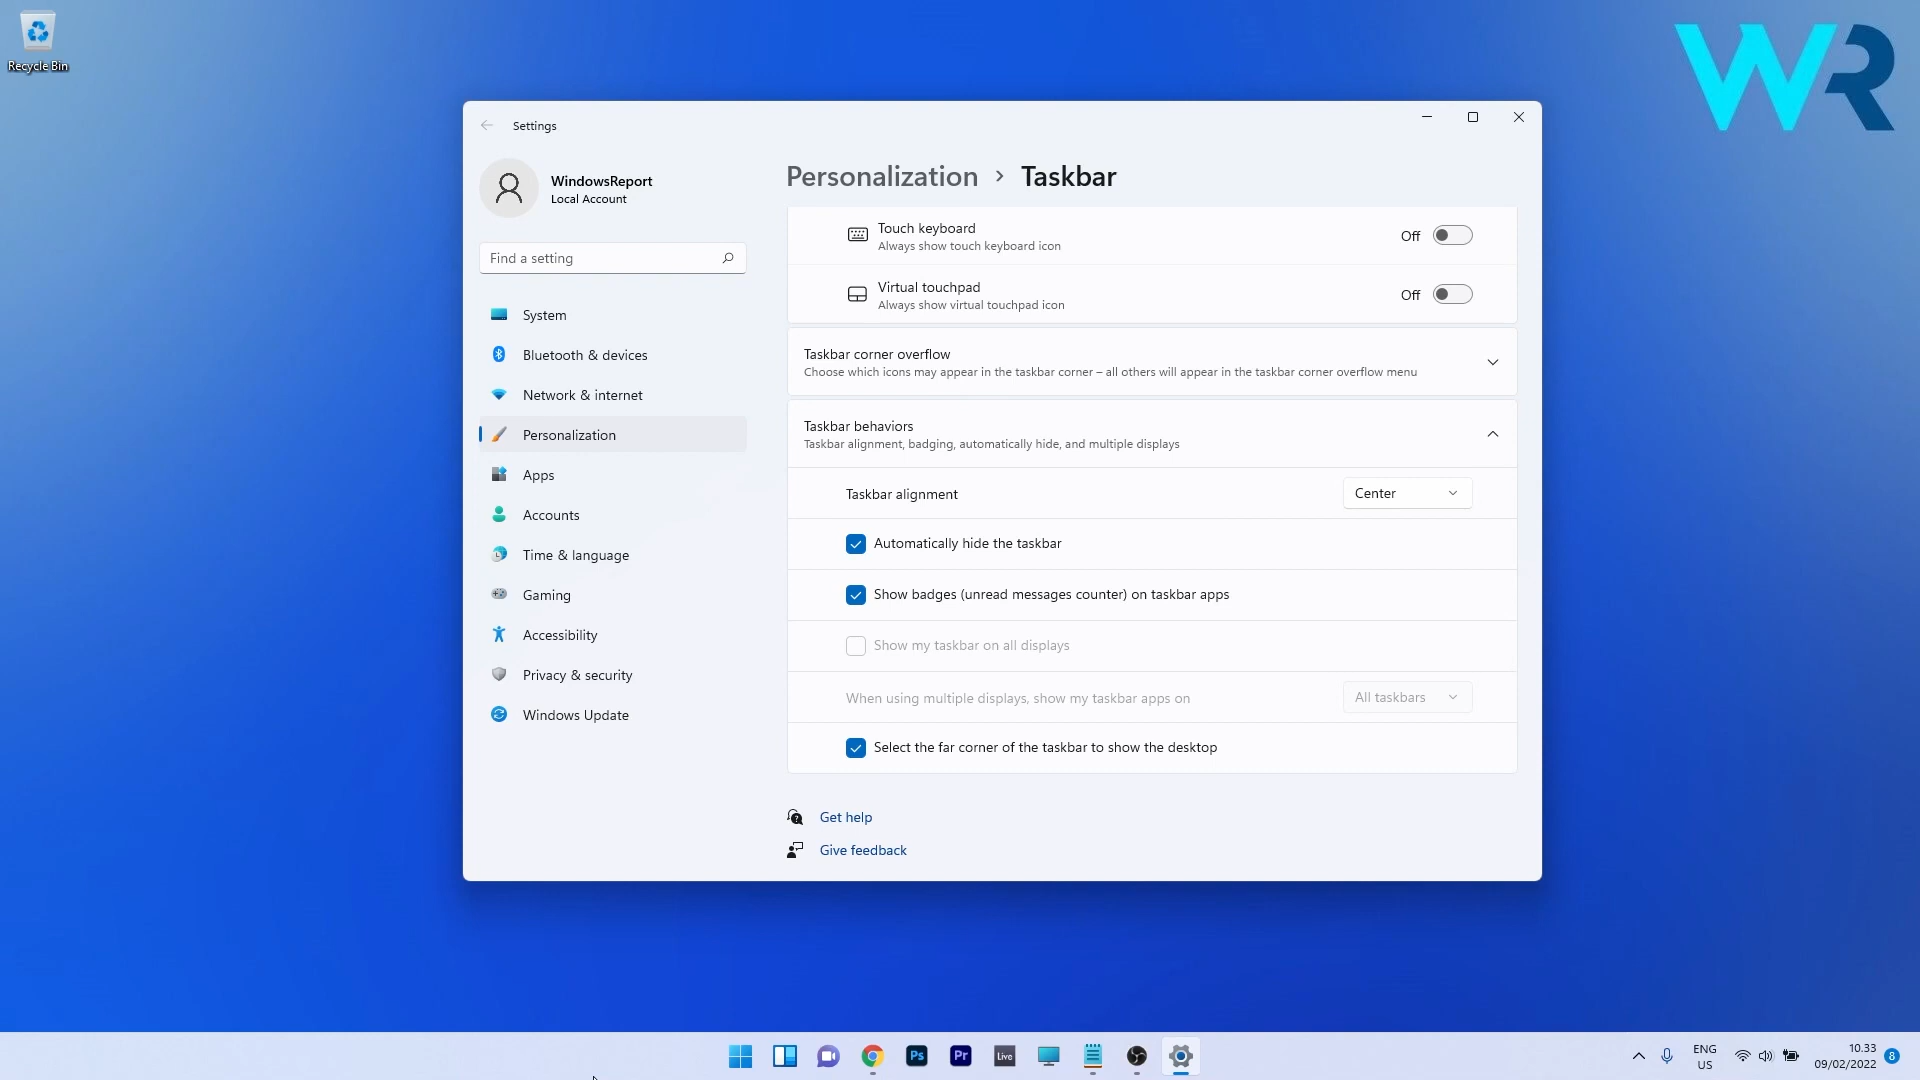 Recycle Bin
WR
Settings
WindowsReport
Local Account
Find a setting
System
Bluetooth & devices
Network & internet
Personalization
Apps
Accounts
Time & language
Gaming
Accessibility
Privacy & security
Windows Update
Personalization › Taskbar
Touch keyboard
Always show touch keyboard icon
Off
Virtual touchpad
Always show virtual touchpad icon
Off
Taskbar corner overflow
Choose which icons may appear in the taskbar corner – all others will appear in the taskbar corner overflow menu
Taskbar behaviors
Taskbar alignment, badging, automatically hide, and multiple displays
Taskbar alignment
Center
Automatically hide the taskbar
Show badges (unread messages counter) on taskbar apps
Show my taskbar on all displays
When using multiple displays, show my taskbar apps on
All taskbars
Select the far corner of the taskbar to show the desktop
Get help
Give feedback
Ps
Pr
Live
ENG
US
10.33
09/02/2022
8